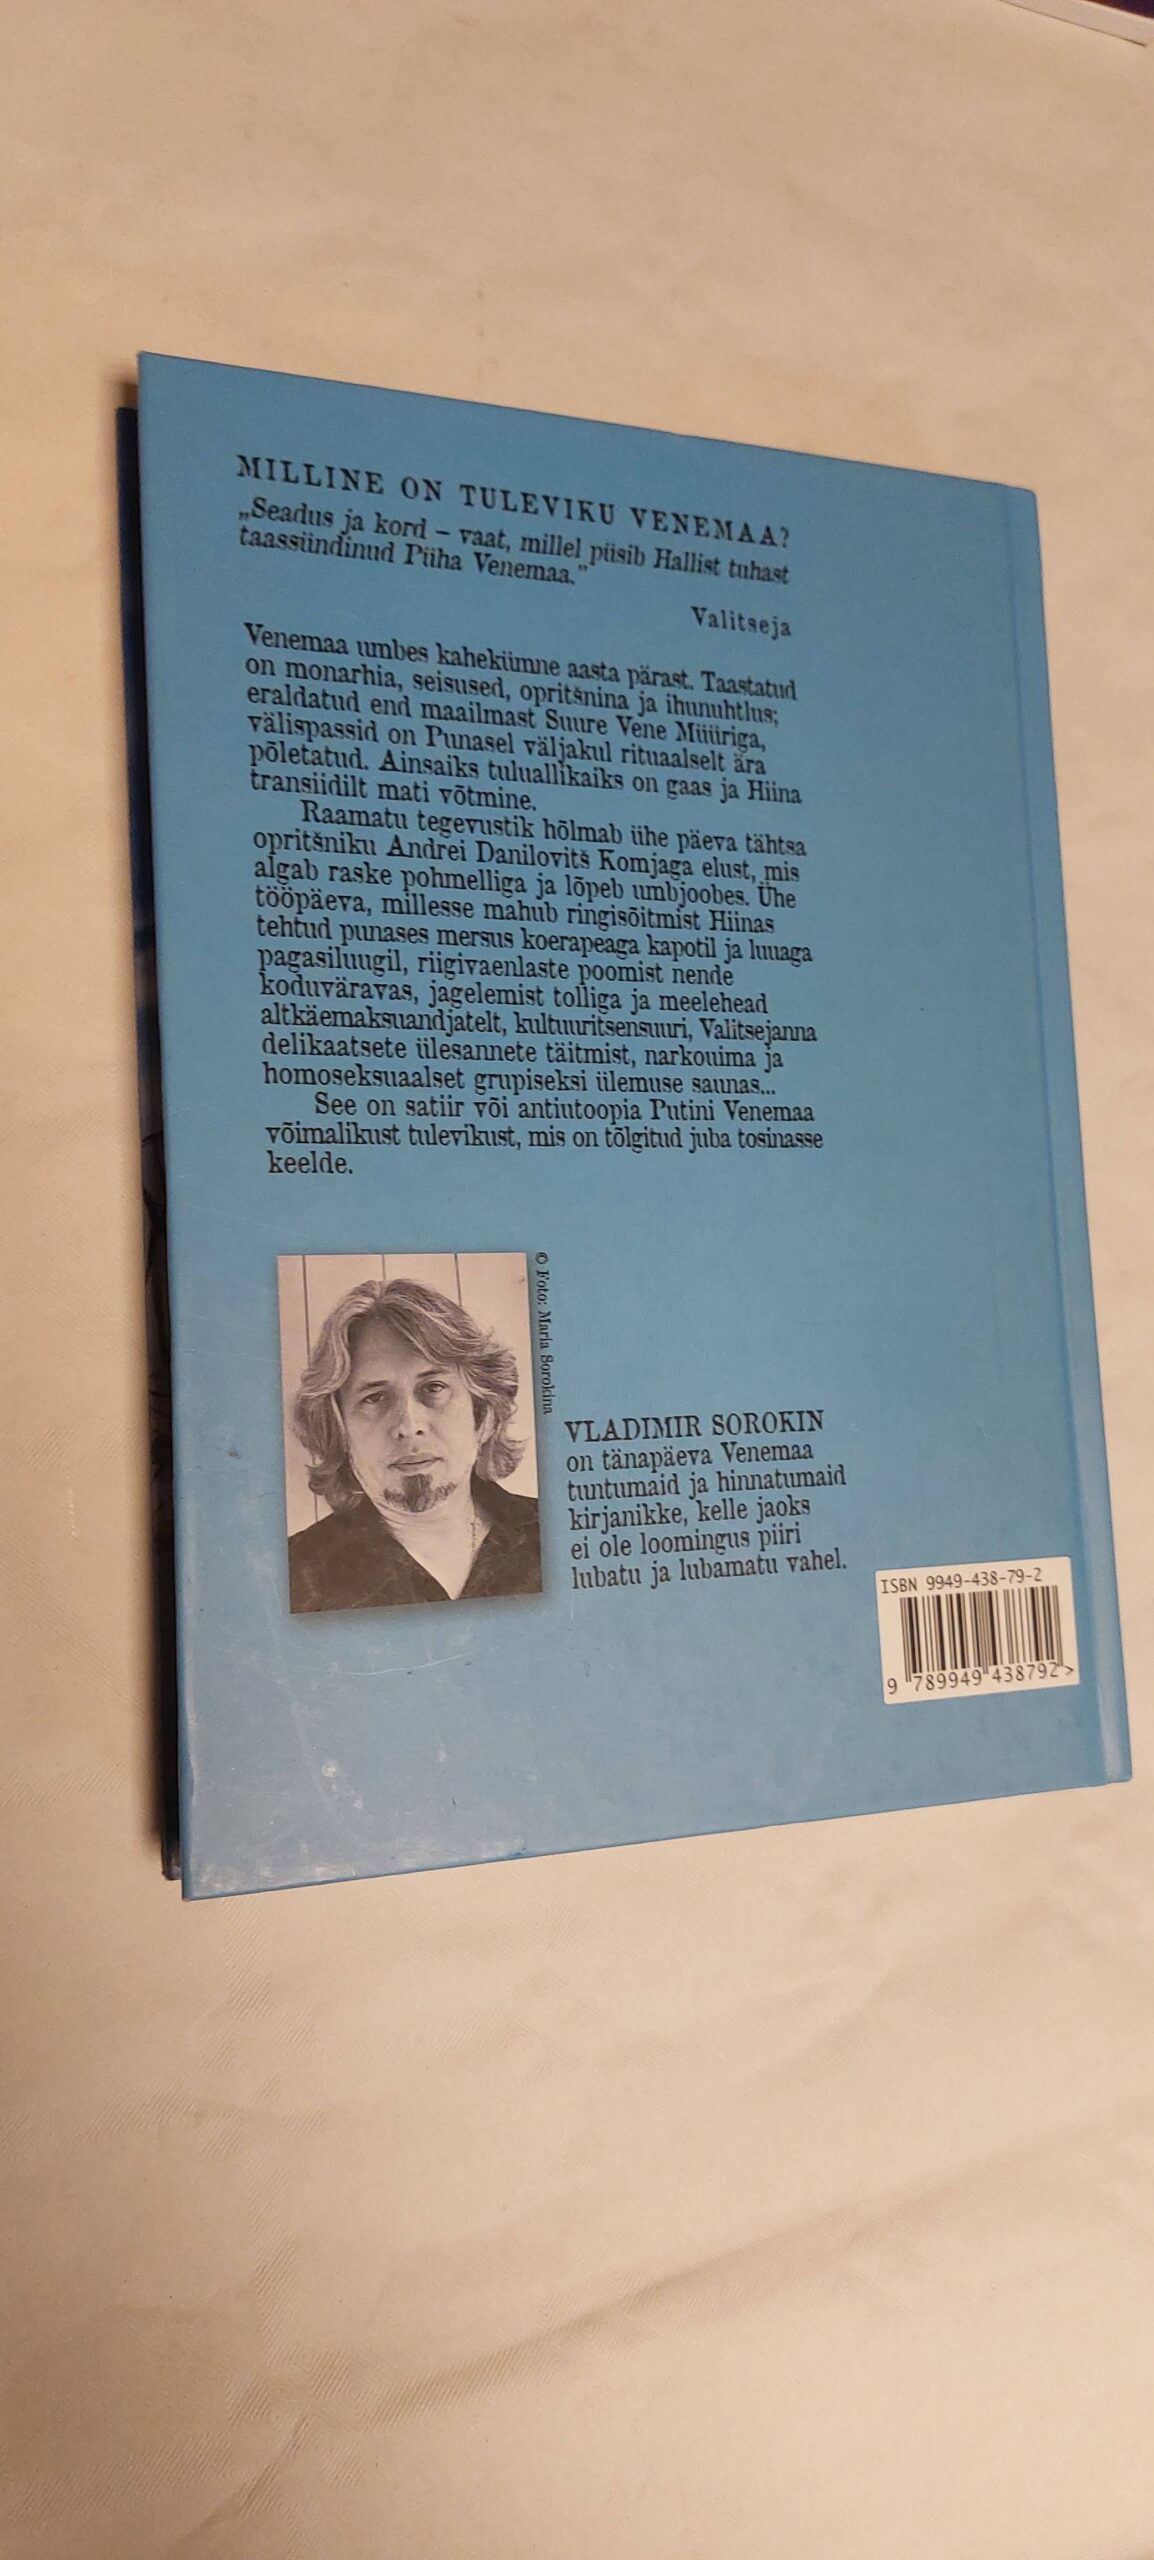 MILLINE ON TULEVIKU VENEMAA?
„Seadus ja kord – vaat, millel püsib Hallist tuhast
taassündinud Püha Venemaa.”
Valitseja
Venemaa umbes kahekümne aasta pärast. Taastatud
on monarhia, seisused, opritšnina ja ihunuhtlus;
eraldatud end maailmast Suure Vene Müüriga,
välispassid on Punasel väljakul rituaalselt ära
põletatud. Ainsaiks tuluallikaiks on gaas ja Hiina
transiidilt mati võtmine.
Raamatu tegevustik hõlmab ühe päeva tähtsa
opritšniku Andrei Danilovitš Komjaga elust, mis
algab raske pohmelliga ja lõpeb umbjoobes. Ühe
tööpäeva, millesse mahub ringisõitmist Hiinas
tehtud punases mersus koerapeaga kapotil ja luuaga
pagasiluugil, riigivaenlaste poomist nende
koduväravas, jagelemist tolliga ja meelehead
altkäemaksuandjatelt, kultuuritsensuuri, Valitsejanna
delikaatsete ülesannete täitmist, narkouima ja
homoseksuaalset grupiseksi ülemuse saunas...
See on satiir või antiutoopia Putini Venemaa
võimalikust tulevikust, mis on tõlgitud juba tosinasse
keelde.
© Foto: Maria Sorokina
VLADIMIR SOROKIN
on tänapäeva Venemaa
tuntumaid ja hinnatumaid
kirjanikke, kelle jaoks
ei ole loomingus piiri
lubatu ja lubamatu vahel.
ISBN 9949-438-79-2
9 789949 438792 >